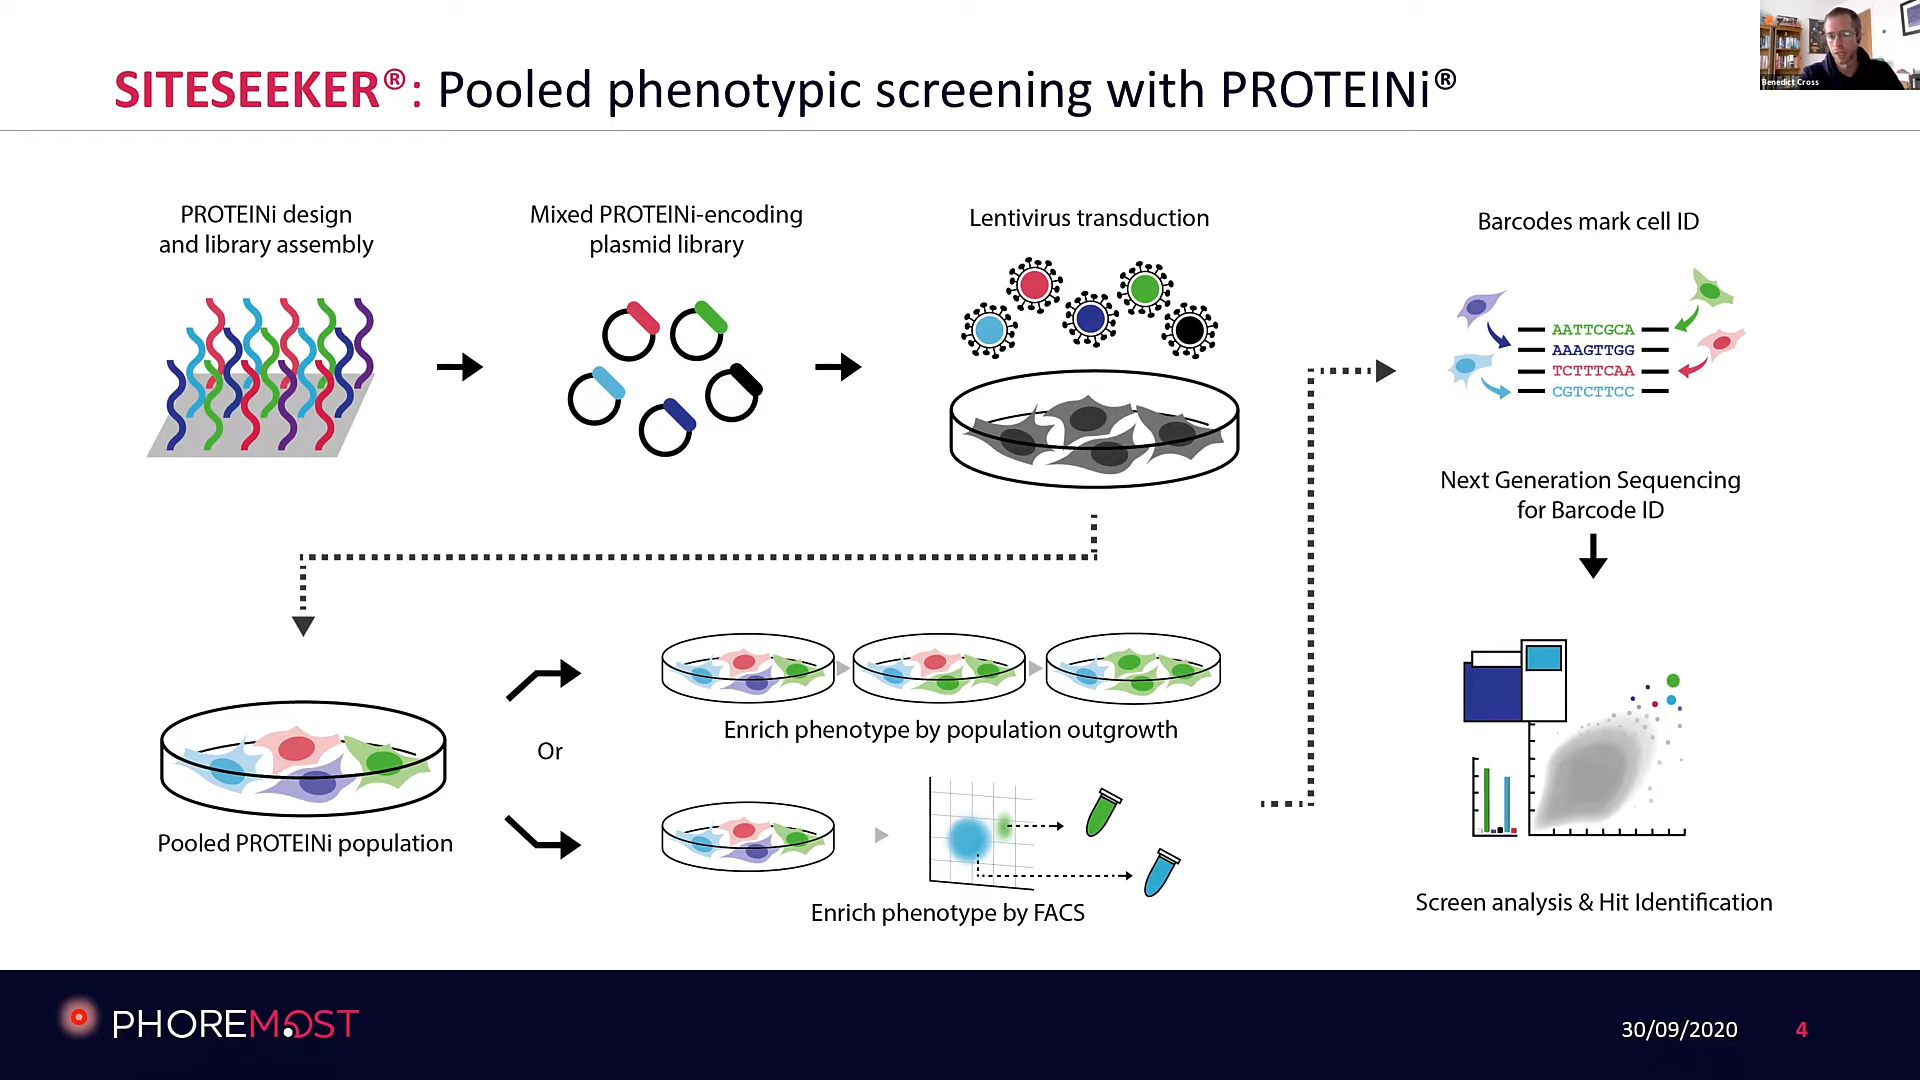 SITESEEKER®: Pooled phenotypic screening with PROTEINi®
Benedict Cross
PROTEINi design
and library assembly
Mixed PROTEINi-encoding
plasmid library
Lentivirus transduction
Barcodes mark cell ID
AATTCGCA
AAAGTTGG
TCTTTCAA
CGTCTTCC
Next Generation Sequencing
for Barcode ID
Pooled PROTEINi population
Or
Enrich phenotype by population outgrowth
Enrich phenotype by FACS
Screen analysis & Hit Identification
PHOREMOST
30/09/2020
4